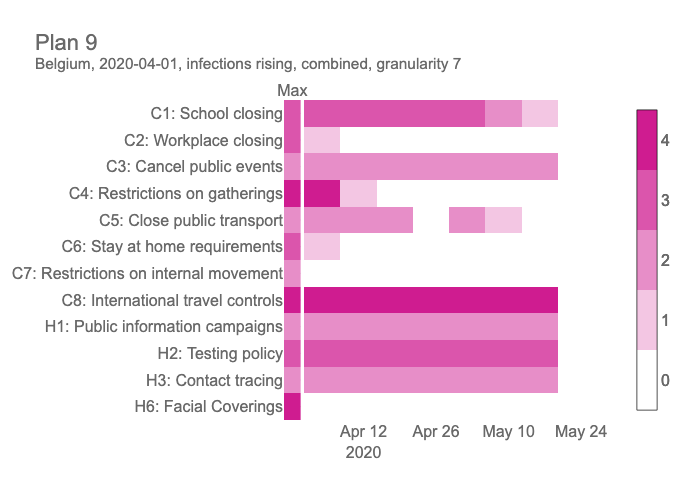 Plan 9
Belgium, 2020-04-01, infections rising, combined, granularity 7
Max
C1: School closing
C2: Workplace closing
C3: Cancel public events
C4: Restrictions on gatherings
C5: Close public transport
C6: Stay at home requirements
C7: Restrictions on internal movement
C8: International travel controls
H1: Public information campaigns
H2: Testing policy
H3: Contact tracing
H6: Facial Coverings
Apr 12 Apr 26 May 10 May 24
2020
4
3
2
1
0